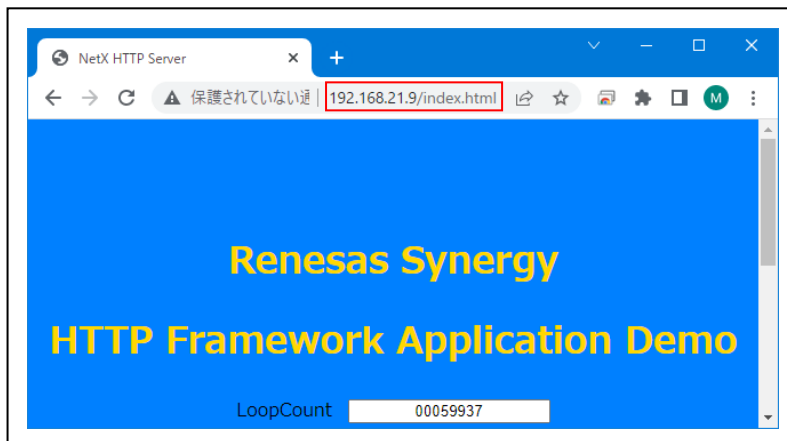 NetX HTTP Server
保護されていない通 192.168.21.9/index.html M
Renesas Synergy
HTTP Framework Application Demo
LoopCount 00059937